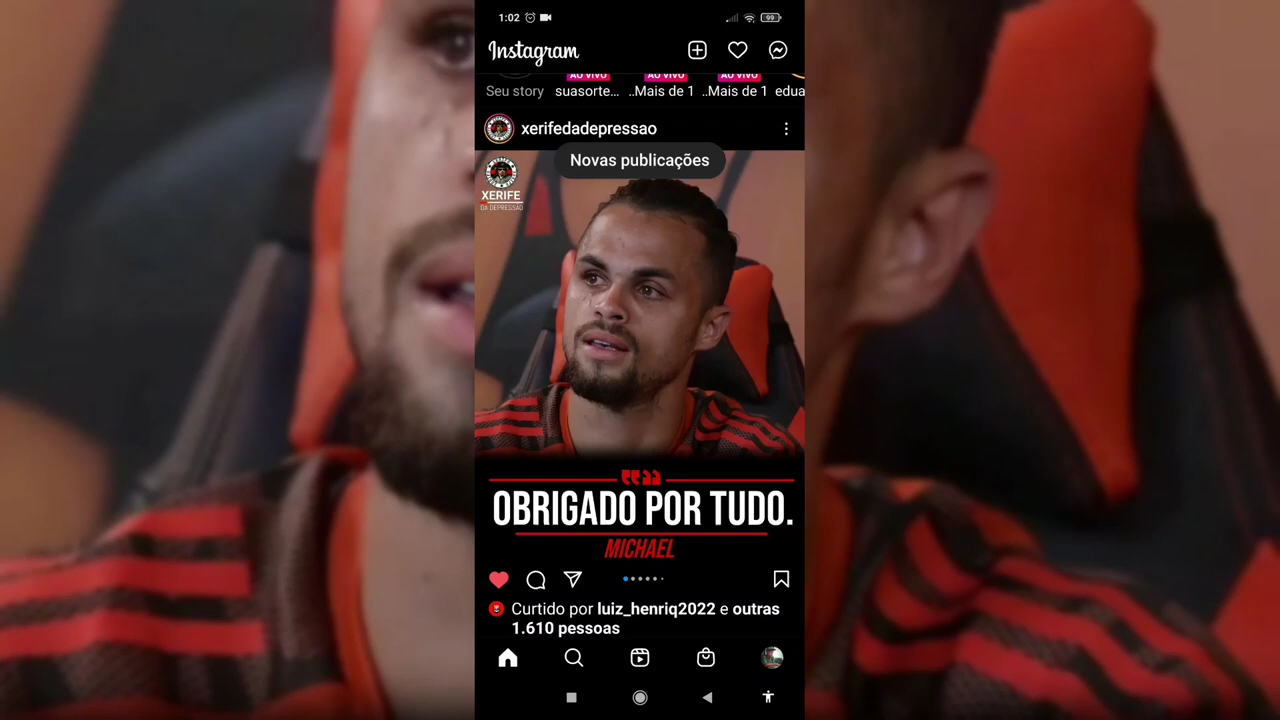 1:02
99
Instagram
AO VIVO
AO VIVO
AO VIVO
Seu story
suasorte...
..Mais de 1
..Mais de 1
edua
xerifedadepressao
Novas publicações
XERIFE
DA DEPRESSÃO
OBRIGADO POR TUDO.
MICHAEL
Curtido por luiz_henriq2022 e outras
1.610 pessoas